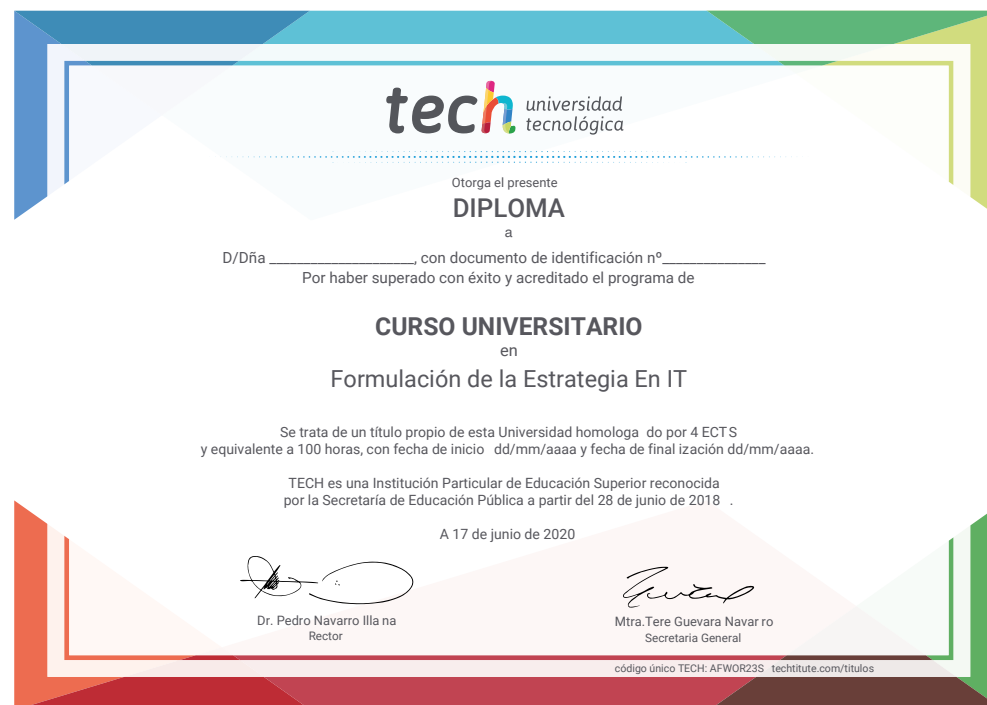 tech universidad
tecnológica
Otorga el presente
DIPLOMA
a
D/Dña _____________________, con documento de identificación nº_______________
Por haber superado con éxito y acreditado el programa de
CURSO UNIVERSITARIO
en
Formulación de la Estrategia En IT
Se trata de un título propio de esta Universidad homologa do por 4 ECTS
y equivalente a 100 horas, con fecha de inicio dd/mm/aaaa y fecha de final ización dd/mm/aaaa.
TECH es una Institución Particular de Educación Superior reconocida
por la Secretaría de Educación Pública a partir del 28 de junio de 2018 .
A 17 de junio de 2020
Dr. Pedro Navarro Illa na
Rector
Mtra.Tere Guevara Navar ro
Secretaria General
código único TECH: AFWOR23S techtitute.com/titulos